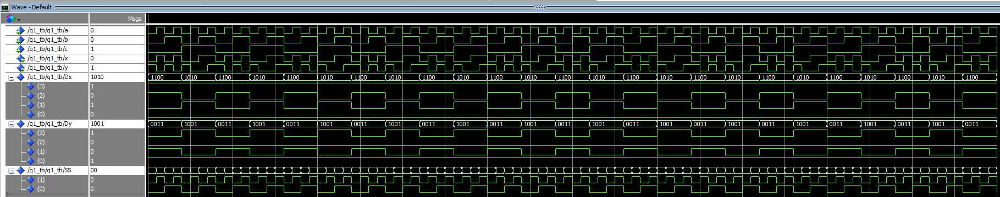 Wave - Default
Msgs
/q1_tb/q1_tb/a 0
/q1_tb/q1_tb/b 0
/q1_tb/q1_tb/c 1
/q1_tb/q1_tb/x 0
/q1_tb/q1_tb/y 1
/q1_tb/q1_tb/Dx 1010 1100 1010 1100 1010 1100 1010 1100 1010 1100 1010 1100 1010 1100 1010 1100 1010 1100 1010 1100 1010 1100 1010 1100 1010 1100
(3) 1
(2) 0
(1) 1
(0) 0
/q1_tb/q1_tb/Dy 1001 0011 1001 0011 1001 0011 1001 0011 1001 0011 1001 0011 1001 0011 1001 0011 1001 0011 1001 0011 1001 0011 1001 0011 1001 0011
(3) 1
(2) 0
(1) 0
(0) 1
/q1_tb/q1_tb/SS 00
(1) 0
(0) 0